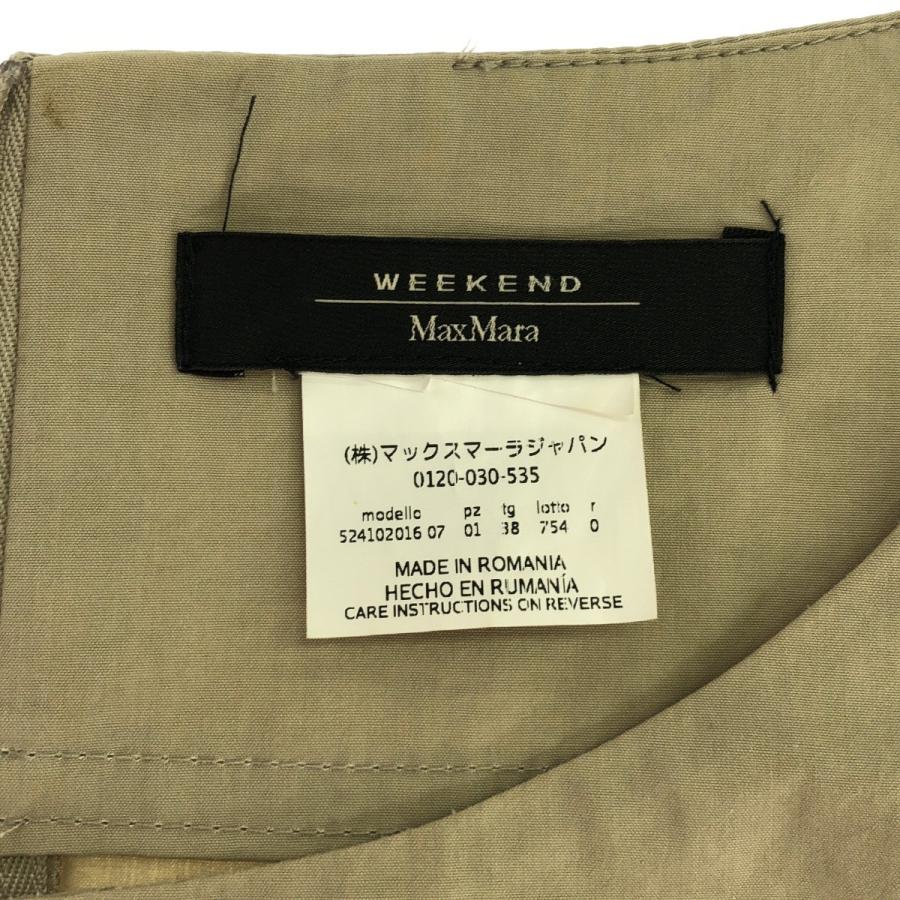 WEEKEND
MaxMara
(株)マックスマーラジャパン
0120-030-535
modello pz tg lotto r
524102016 07 01 38 754 0
MADE IN ROMANIA
HECHO EN RUMANÍA
CARE INSTRUCTIONS ON REVERSE